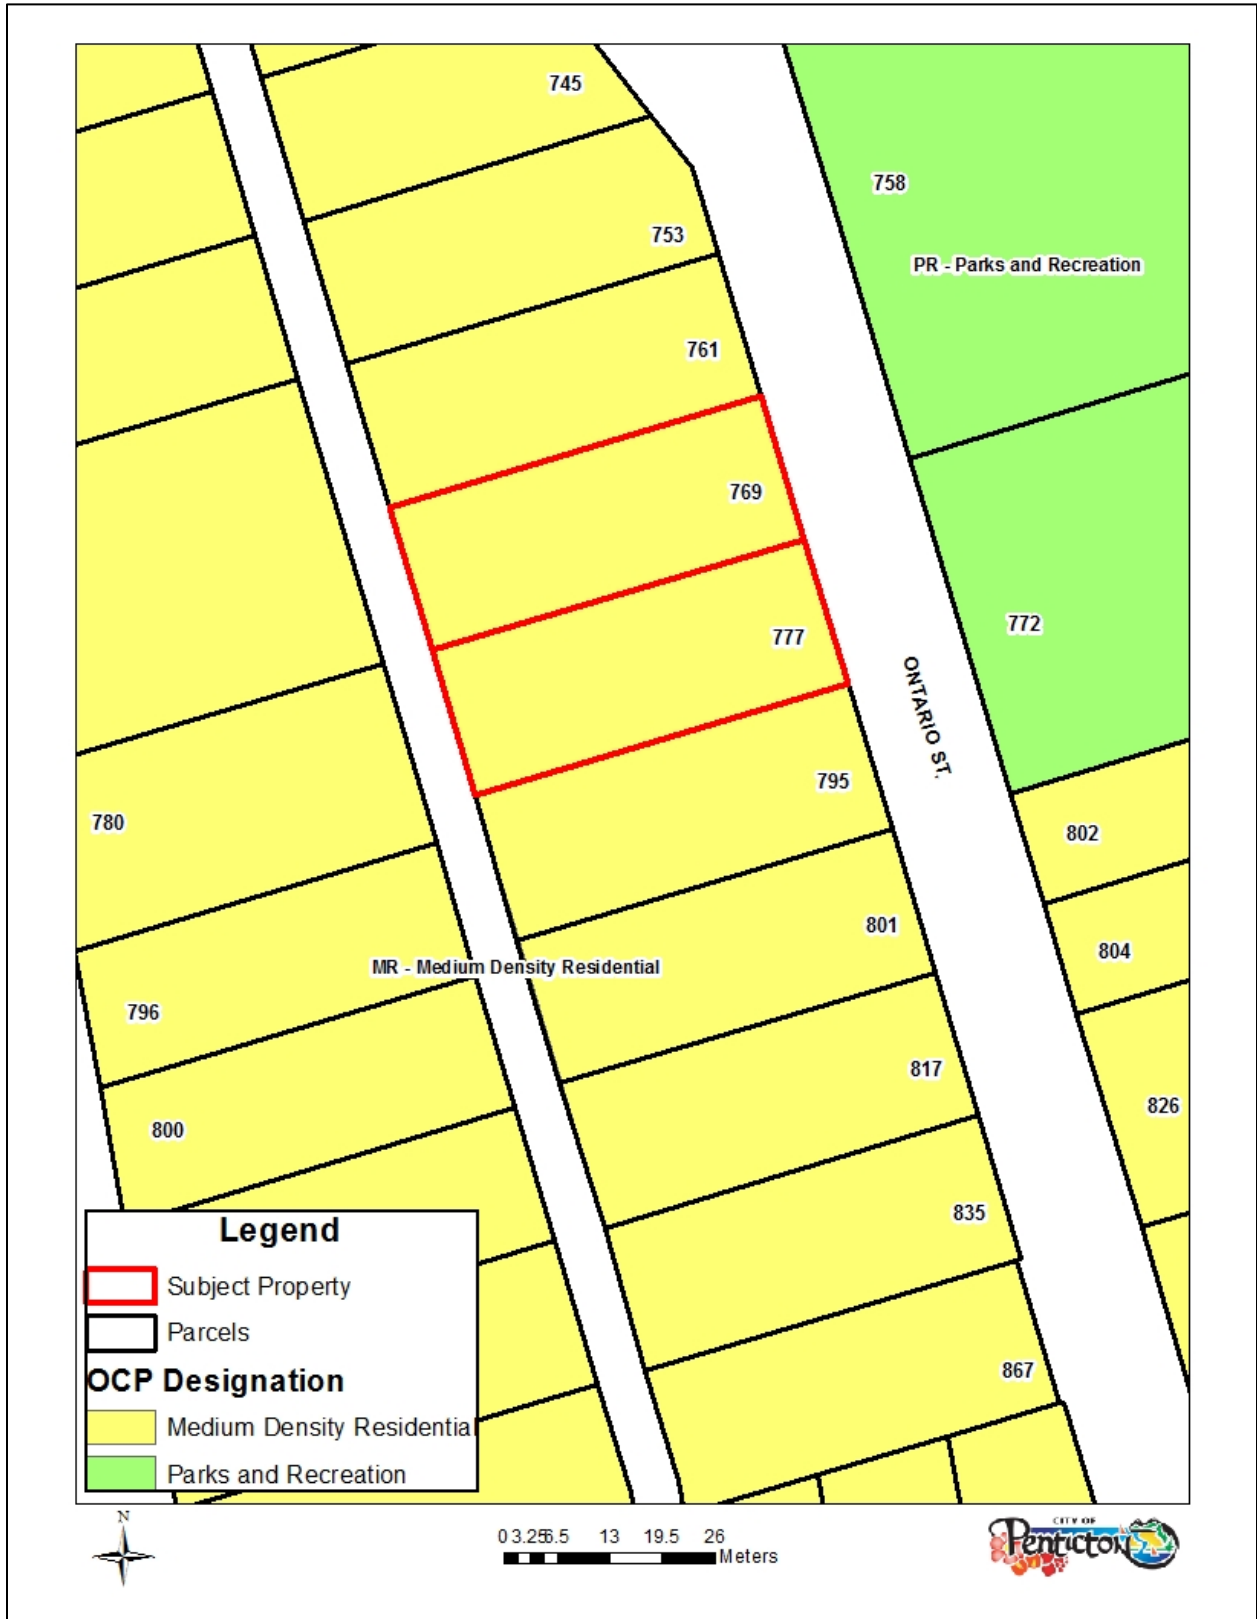 745
758
753
PR - Parks and Recreation
761
769
772
777
ONTARIO ST.
795
780
802
801
804
MR - Medium Density Residential
796
817
826
800
835
867
Legend
Subject Property
Parcels
OCP Designation
Medium Density Residential
Parks and Recreation
N
0 3.25 6.5 13 19.5 26
Meters
CITY OF
Penticton